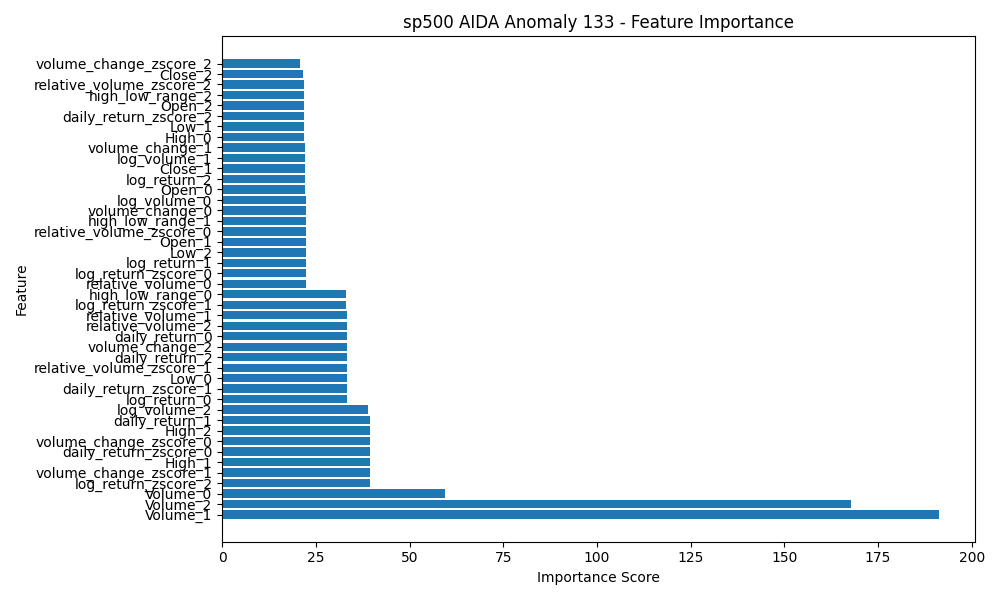 sp500 AIDA Anomaly 133 - Feature Importance
volume_change_zscore_2
Close_2
relative_volume_zscore_2
high_low_range_2
Open_2
daily_return_zscore_2
Low_1
High_0
volume_change_1
log_volume_1
Close_1
log_return_2
Open_0
log_volume_0
volume_change_0
high_low_range_1
relative_volume_zscore_0
Open_1
Low_2
log_return_1
log_return_zscore_0
relative_volume_0
high_low_range_0
log_return_zscore_1
relative_volume_1
relative_volume_2
daily_return_0
volume_change_2
daily_return_2
relative_volume_zscore_1
Low_0
daily_return_zscore_1
log_return_0
log_volume_2
daily_return_1
High_2
volume_change_zscore_0
daily_return_zscore_0
High_1
volume_change_zscore_1
log_return_zscore_2
Volume_0
Volume_2
Volume_1
Feature
0 25 50 75 100 125 150 175 200
Importance Score